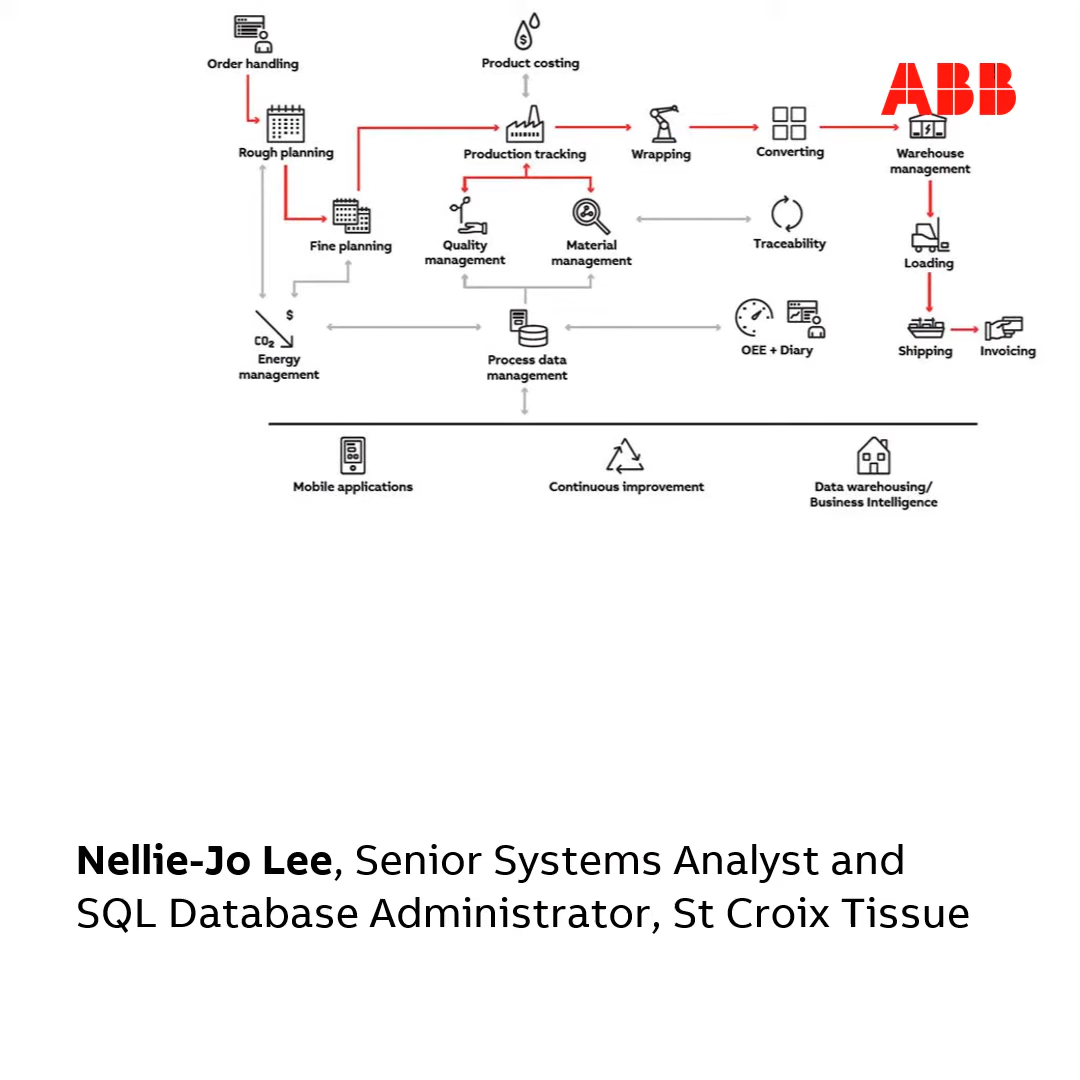 Order handling
Product costing
ABB
Rough planning
Production tracking
Wrapping
Converting
Warehouse
management
Fine planning
Quality
management
Material
management
Traceability
Loading
$
CO₂
Energy
management
Process data
management
OEE + Diary
Shipping
Invoicing
Mobile applications
Continuous improvement
Data warehousing/
Business Intelligence
Nellie-Jo Lee, Senior Systems Analyst and
SQL Database Administrator, St Croix Tissue